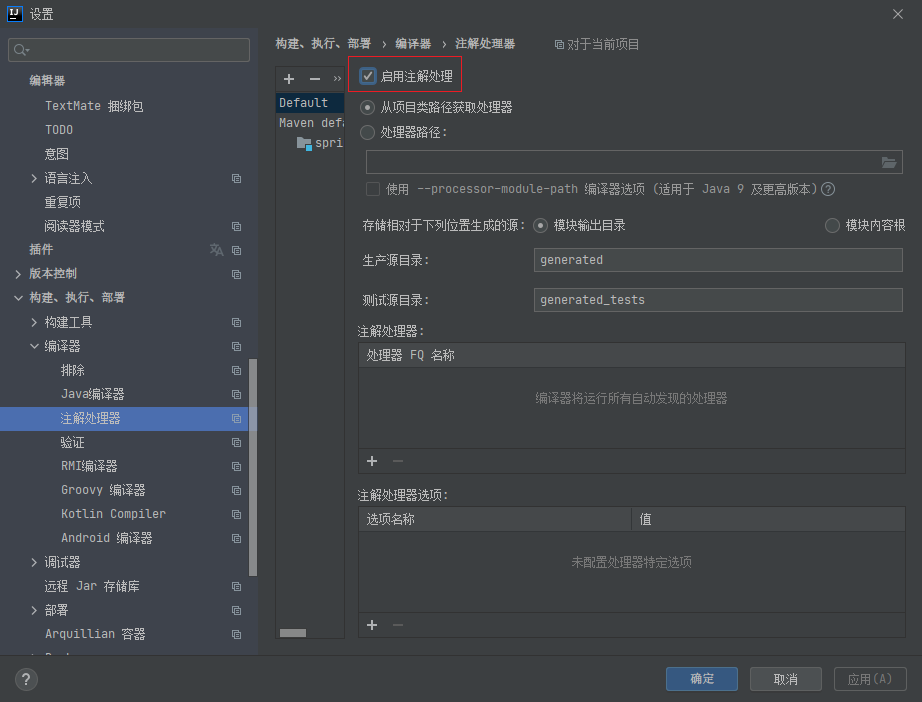 设置
编辑器
TextMate 捆绑包
TODO
意图
语言注入
重复项
阅读器模式
插件
版本控制
构建、执行、部署
构建工具
编译器
排除
Java编译器
注解处理器
验证
RMI编译器
Groovy 编译器
Kotlin Compiler
Android 编译器
调试器
远程 Jar 存储库
部署
Arquillian 容器
构建、执行、部署 › 编译器 › 注解处理器 对于当前项目
Default
Maven defa
spri
启用注解处理
从项目类路径获取处理器
处理器路径:
使用 --processor-module-path 编译器选项 (适用于 Java 9 及更高版本)
存储相对于下列位置生成的源: 模块输出目录 模块内容根
生产源目录: generated
测试源目录: generated_tests
注解处理器:
处理器 FQ 名称
编译器将运行所有自动发现的处理器
注解处理器选项:
选项名称 值
未配置处理器特定选项
确定 取消 应用(A)